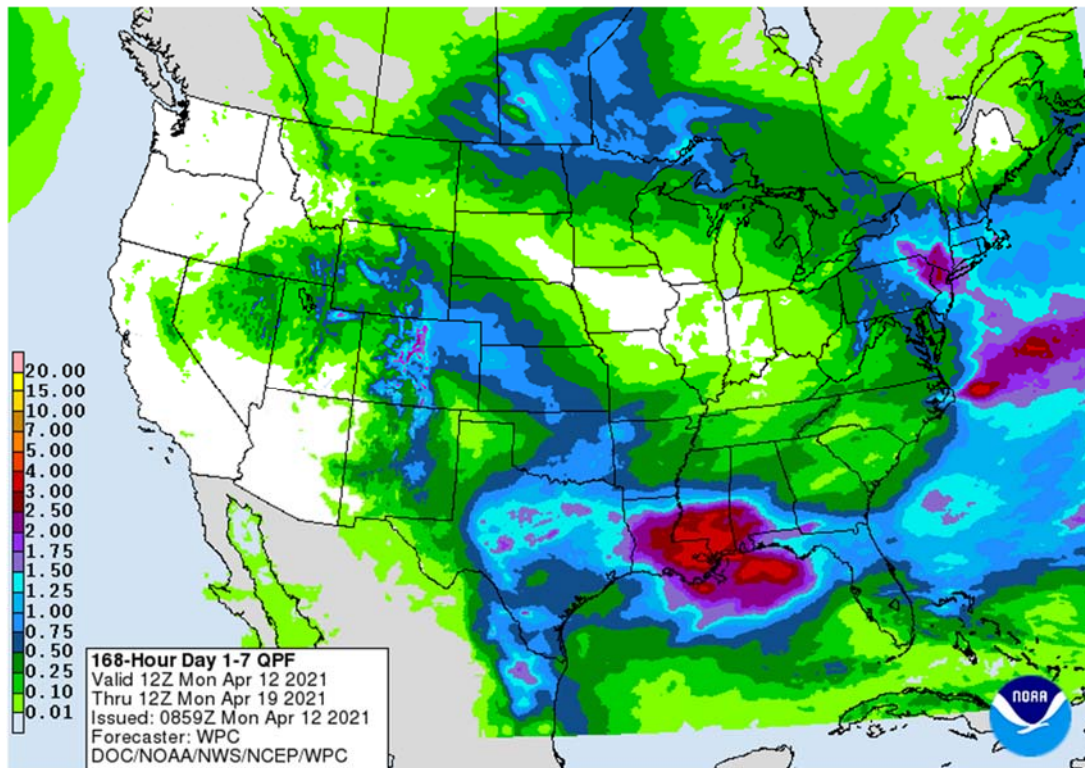 20.00
15.00
10.00
7.00
5.00
4.00
3.00
2.50
2.00
1.75
1.50
1.25
1.00
0.75
0.50
0.25
0.10
0.01
168-Hour Day 1-7 QPF
Valid 12Z Mon Apr 12 2021
Thru 12Z Mon Apr 19 2021
Issued: 0859Z Mon Apr 12 2021
Forecaster: WPC
DOC/NOAA/NWS/NCEP/WPC
NOAA